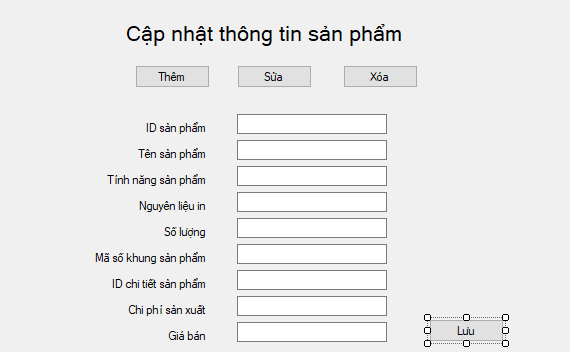 Cập nhật thông tin sản phẩm
Thêm Sửa Xóa
ID sản phẩm
Tên sản phẩm
Tính năng sản phẩm
Nguyên liệu in
Số lượng
Mã số khung sản phẩm
ID chi tiết sản phẩm
Chi phí sản xuất
Giá bán
Lưu